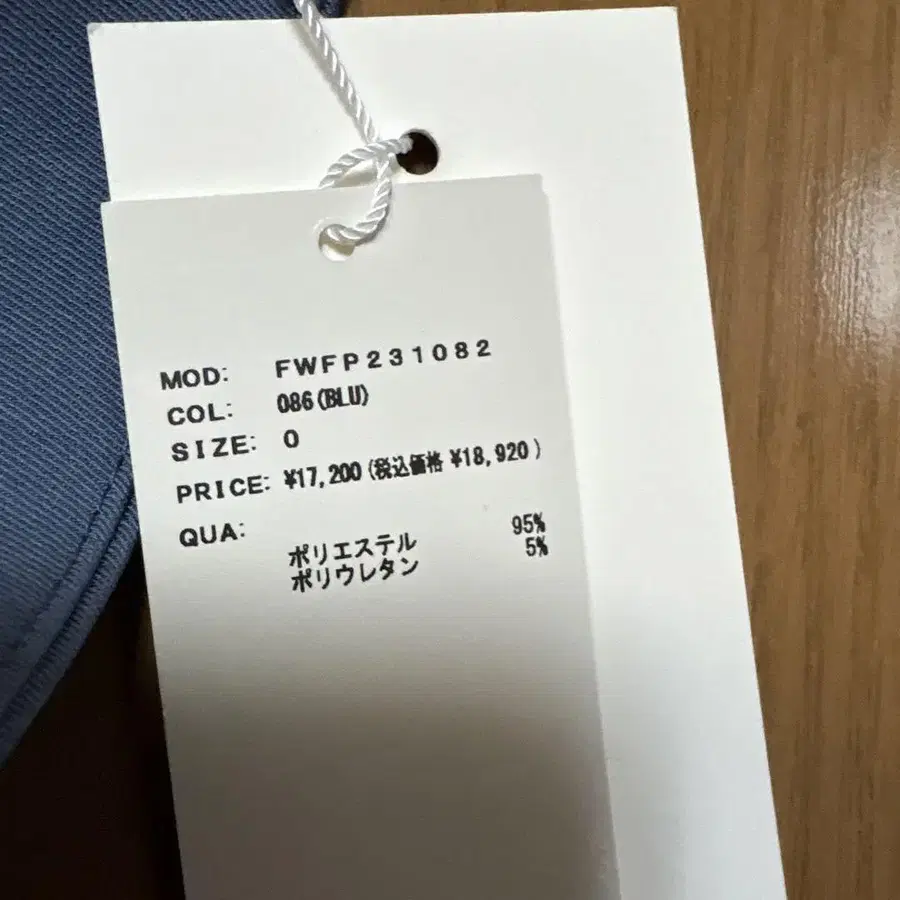 MOD: FWFP231082
COL: 086(BLU)
SIZE: 0
PRICE: ¥17,200(税込価格 ¥18,920)
QUA:
ポリエステル 95%
ポリウレタン 5%